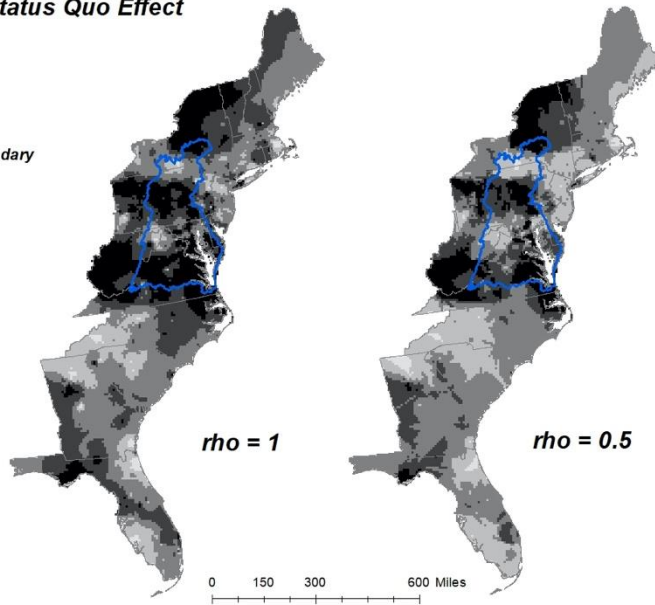 tatus Quo Effect
dary
rho = 1
rho = 0.5
0 150 300 600 Miles